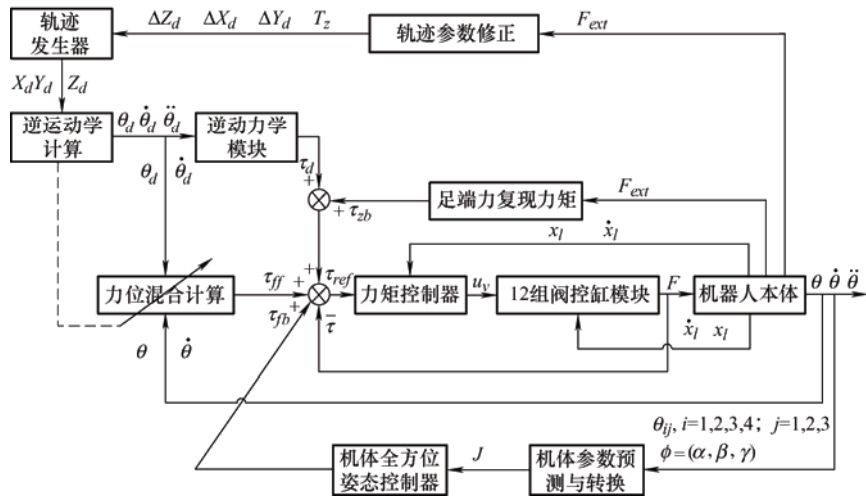 轨迹
发生器
ΔZ_d ΔX_d ΔY_d T_z
轨迹参数修正
F_ext
X_d Y_d Z_d
逆运动学
计算
θ_d θ̇_d θ̈_d
逆动力学
模块
τ_d
+
+ τ_zb
足端力复现力矩
F_ext
θ_d θ̇_d
x_l ẋ_l
力位混合计算
τ_ff +
+
τ_fb +
τ_ref
τ̄
-
力矩控制器
u_v
12组阀控缸模块
F
机器人本体
θ θ̇ θ̈
ẋ_l x_l
θ θ̇
θ_ij, i=1,2,3,4; j=1,2,3
ϕ=(α, β, γ)
机体全方位
姿态控制器
J
机体参数预
测与转换